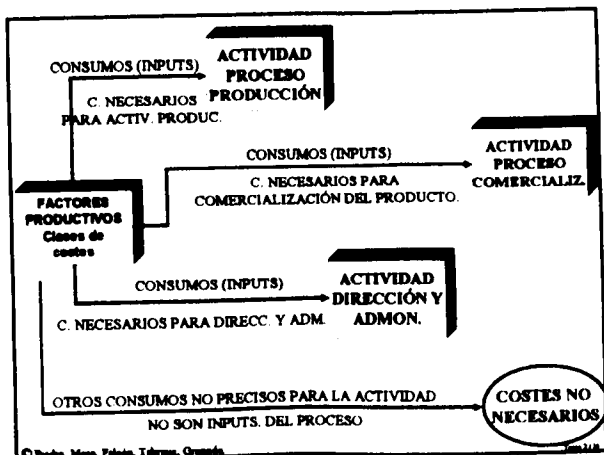 CONSUMOS (INPUTS)
C. NECESARIOS
PARA ACTIV. PRODUC.
ACTIVIDAD
PROCESO
PRODUCCIÓN
CONSUMOS (INPUTS)
C. NECESARIOS PARA
COMERCIALIZACIÓN DEL PRODUCTO.
ACTIVIDAD
PROCESO
COMERCIALIZ.
FACTORES
PRODUCTIVOS
Clases de
costes
CONSUMOS (INPUTS)
C. NECESARIOS PARA DIRECC. Y ADM.
ACTIVIDAD
DIRECCIÓN Y
ADMON.
OTROS CONSUMOS NO PRECISOS PARA LA ACTIVIDAD
NO SON INPUTS. DEL PROCESO
COSTES NO
NECESARIOS